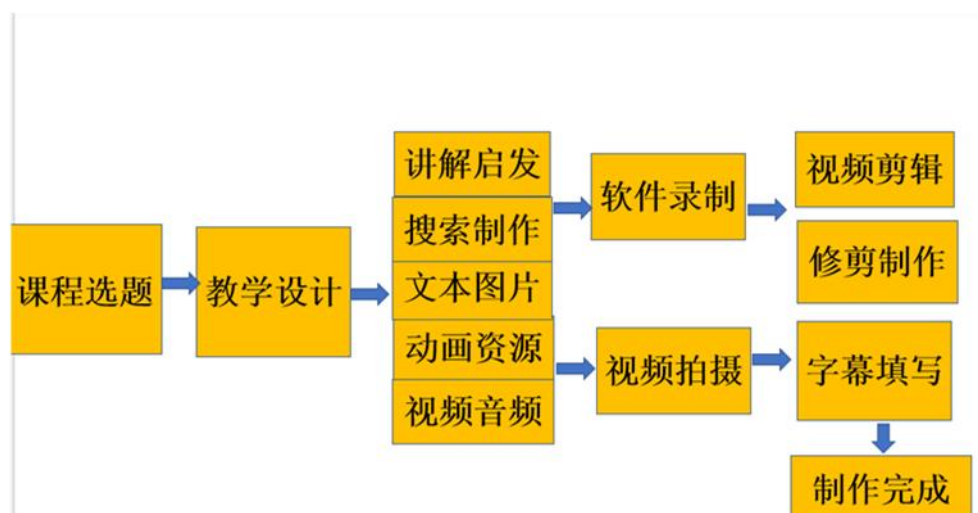 课程选题
教学设计
讲解启发
搜索制作
文本图片
动画资源
视频音频
软件录制
视频拍摄
视频剪辑
修剪制作
字幕填写
制作完成